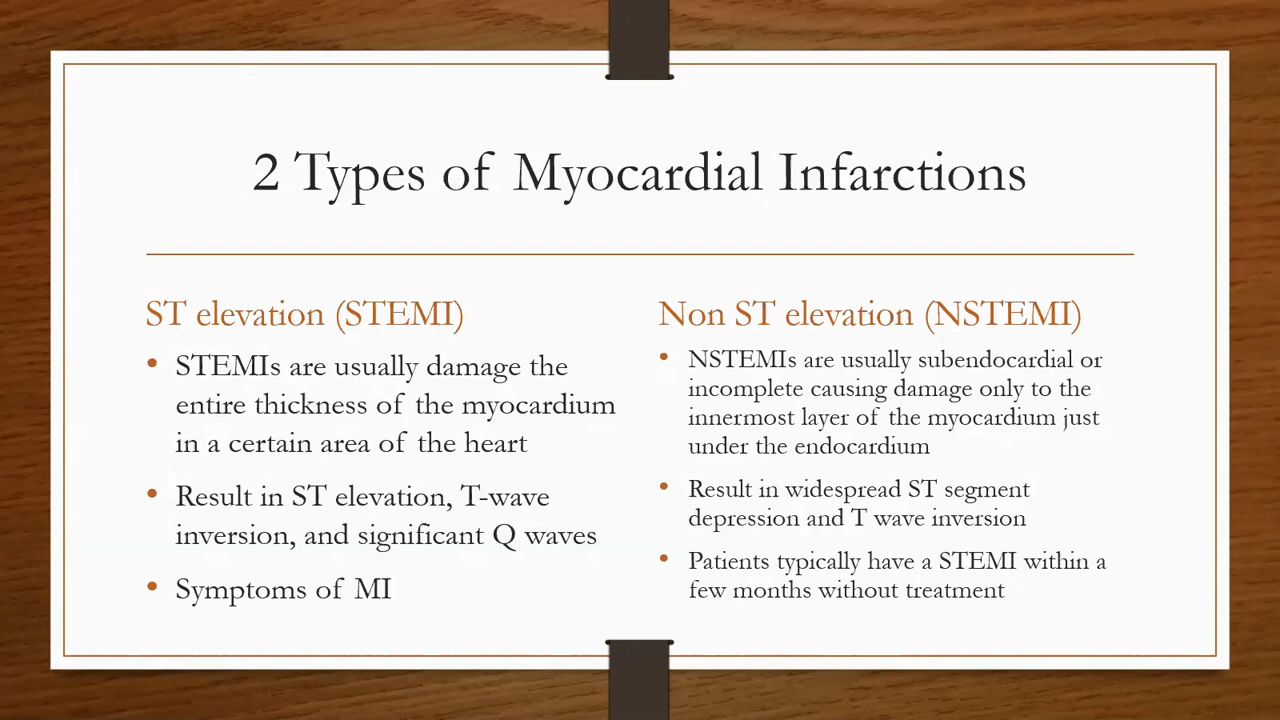 2 Types of Myocardial Infarctions
ST elevation (STEMI)
• STEMIs are usually damage the
entire thickness of the myocardium
in a certain area of the heart
• Result in ST elevation, T-wave
inversion, and significant Q waves
• Symptoms of MI
Non ST elevation (NSTEMI)
• NSTEMIs are usually subendocardial or
incomplete causing damage only to the
innermost layer of the myocardium just
under the endocardium
• Result in widespread ST segment
depression and T wave inversion
• Patients typically have a STEMI within a
few months without treatment